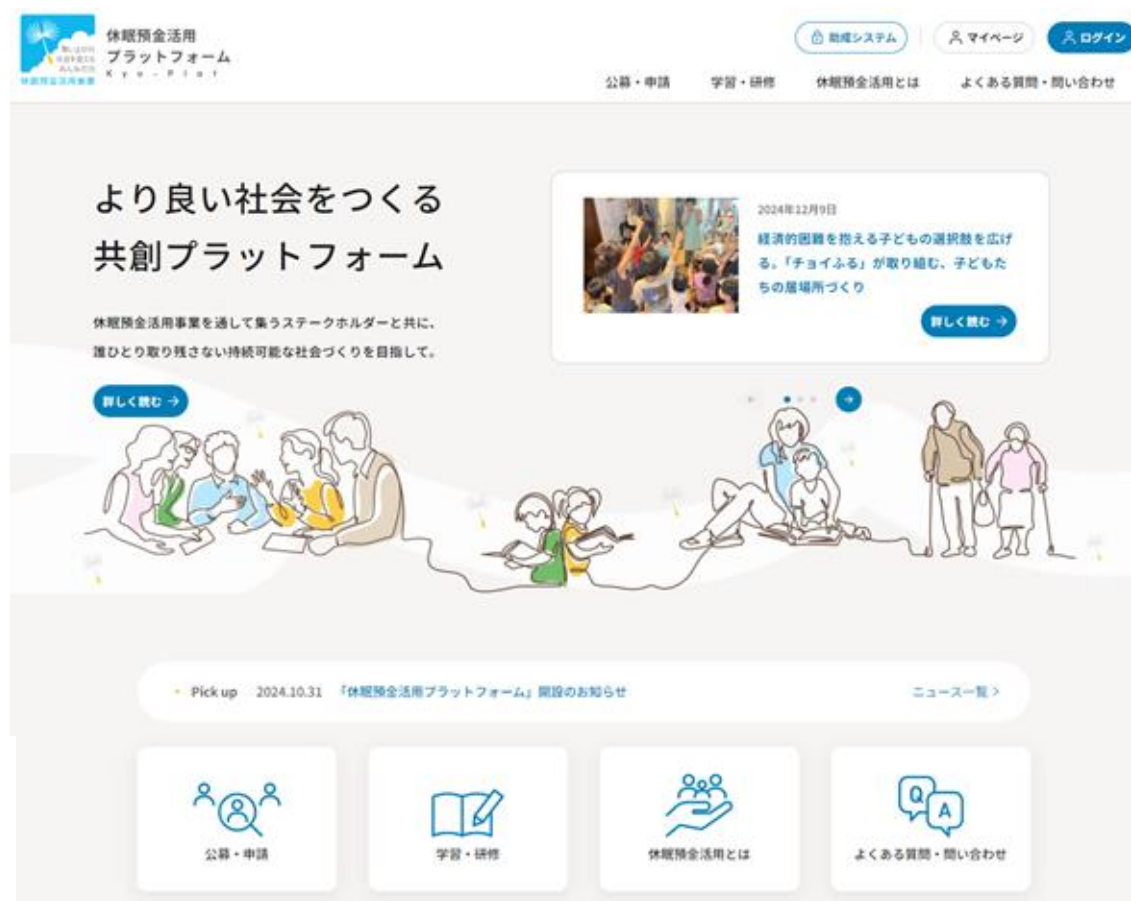 休眠預金活用
プラットフォーム
Kyu-Plat
休眠預金活用事業
助成システム
マイページ
ログイン
公募・申請
学習・研修
休眠預金活用とは
よくある質問・問い合わせ
より良い社会をつくる
共創プラットフォーム
休眠預金活用事業を通して集うステークホルダーと共に、
誰ひとり取り残さない持続可能な社会づくりを目指して。
詳しく読む →
2024年12月9日
経済的困難を抱える子どもの選択肢を広げ
る。「チョイふる」が取り組む、子どもた
ちの居場所づくり
詳しく読む →
Pick up 2024.10.31 「休眠預金活用プラットフォーム」開設のお知らせ
ニュース一覧 >
公募・申請
学習・研修
休眠預金活用とは
Q
A
よくある質問・問い合わせ